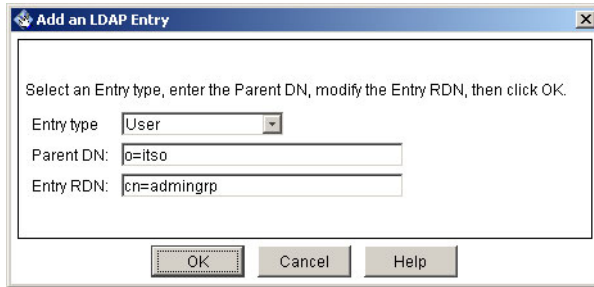 Add an LDAP Entry
Select an Entry type, enter the Parent DN, modify the Entry RDN, then click OK.
Entry type User
Parent DN: o=itso
Entry RDN: cn=admingrp
OK Cancel Help